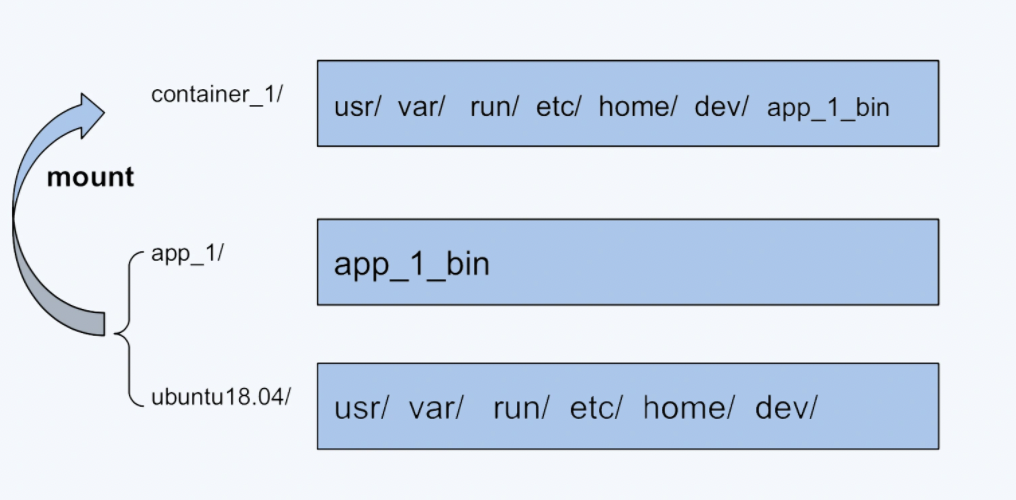 container_1/
usr/ var/ run/ etc/ home/ dev/ app_1_bin
mount
app_1/
app_1_bin
ubuntu18.04/
usr/ var/ run/ etc/ home/ dev/